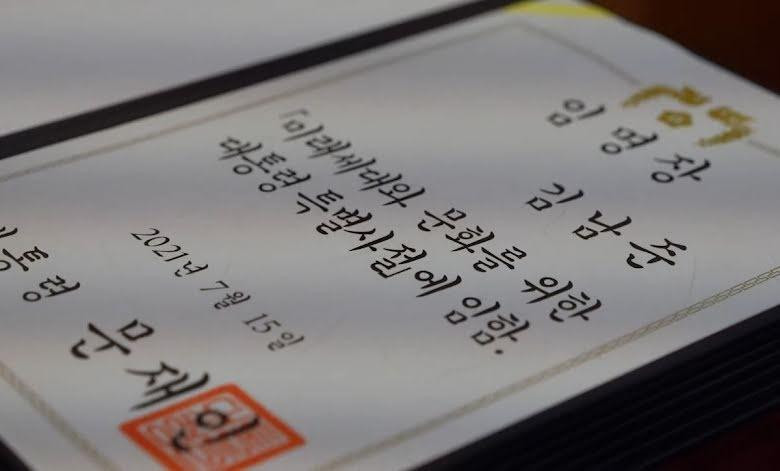 임명장
김남준
「미래세대와 문화를 위한
대통령 특별사절에 임함.
2021년 7월 15일
대통령
문재인